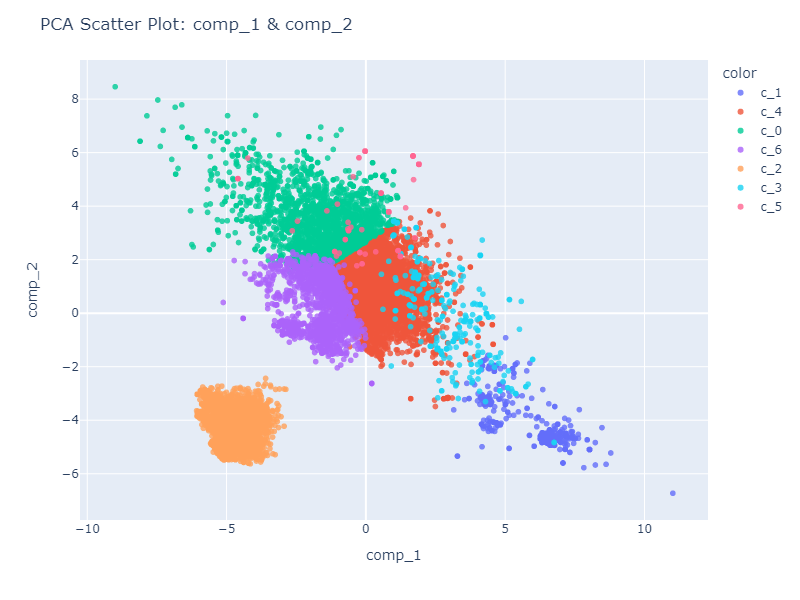 PCA Scatter Plot: comp_1 & comp_2
color
c_1
c_4
c_0
c_6
c_2
c_3
c_5
8
6
4
2
0
−2
−4
−6
comp_2
−10
−5
0
5
10
comp_1